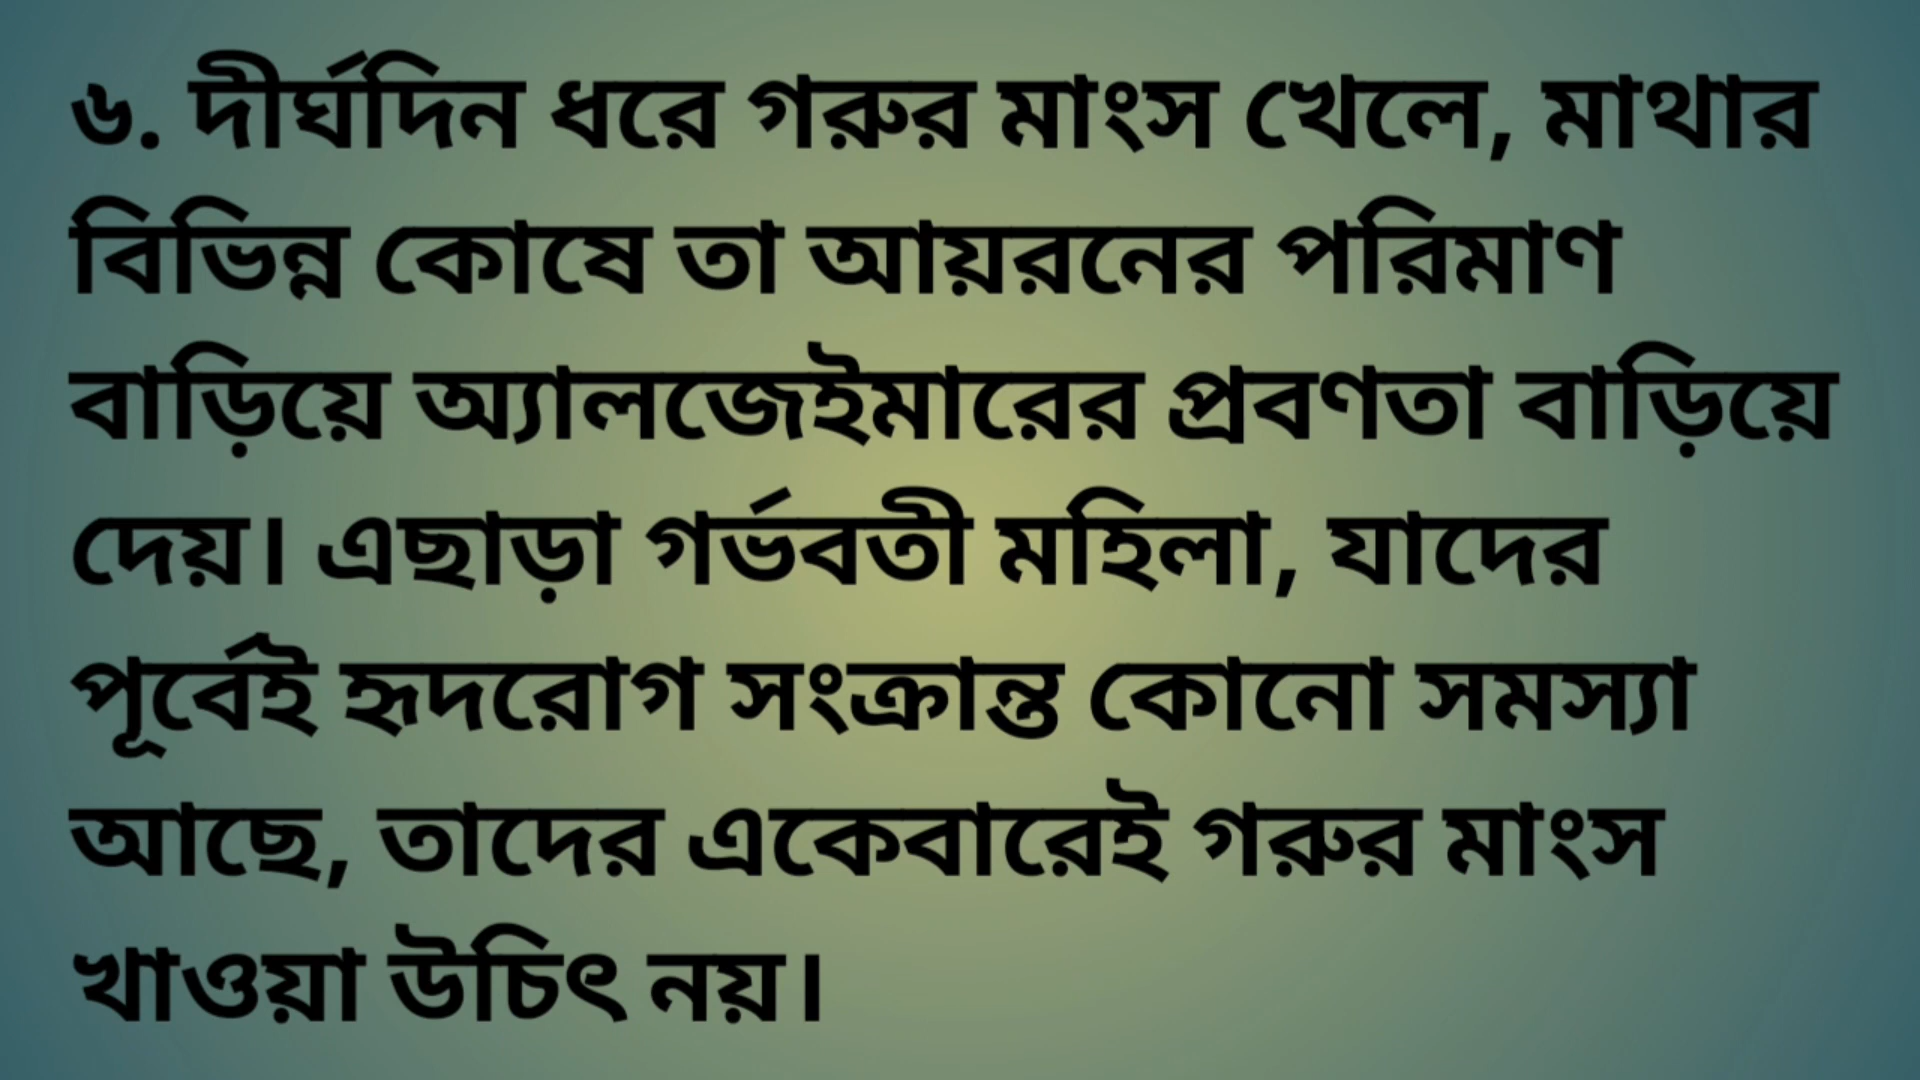 ৬. দীর্ঘদিন ধরে গরুর মাংস খেলে, মাথার
বিভিন্ন কোষে তা আয়রনের পরিমাণ
বাড়িয়ে অ্যালজেইমারের প্রবণতা বাড়িয়ে
দেয়। এছাড়া গর্ভবতী মহিলা, যাদের
পূর্বেই হৃদরোগ সংক্রান্ত কোনো সমস্যা
আছে, তাদের একেবারেই গরুর মাংস
খাওয়া উচিৎ নয়।